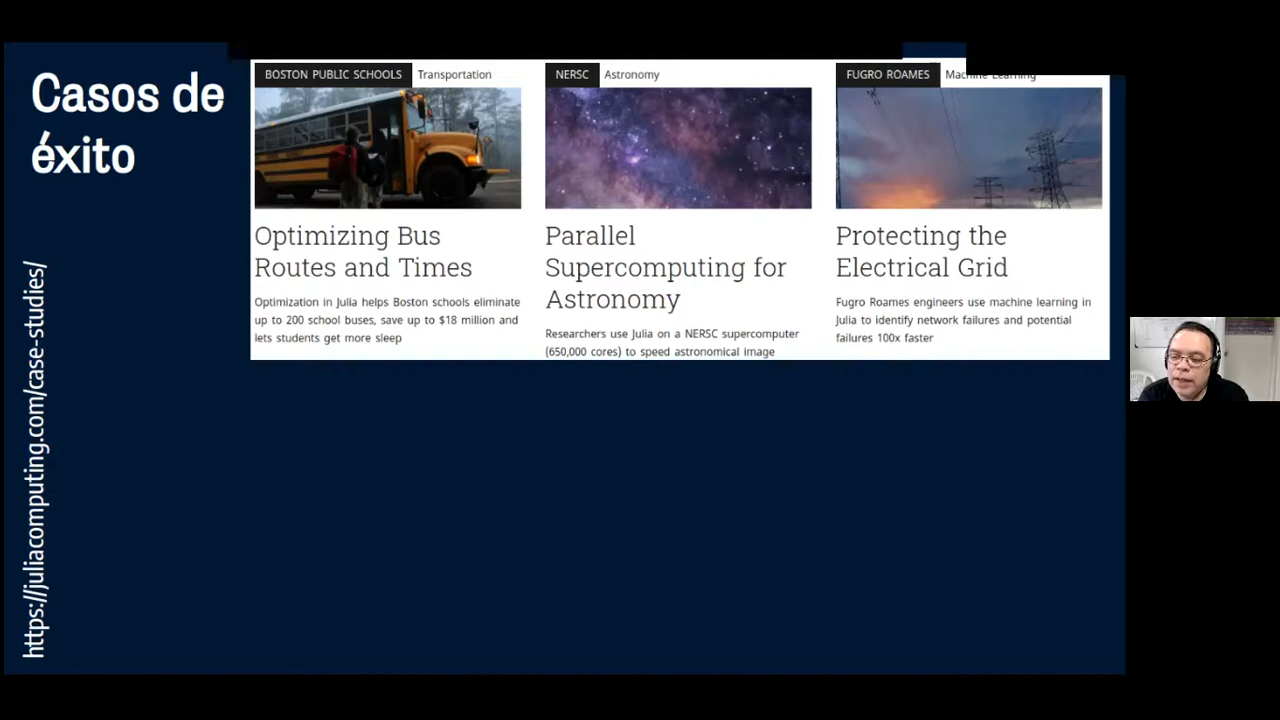 Casos de
éxito
https://juliacomputing.com/case-studies/
BOSTON PUBLIC SCHOOLS Transportation
Optimizing Bus
Routes and Times
Optimization in Julia helps Boston schools eliminate
up to 200 school buses, save up to $18 million and
lets students get more sleep
NERSC Astronomy
Parallel
Supercomputing for
Astronomy
Researchers use Julia on a NERSC supercomputer
(650,000 cores) to speed astronomical image
FUGRO ROAMES Machine Learning
Protecting the
Electrical Grid
Fugro Roames engineers use machine learning in
Julia to identify network failures and potential
failures 100x faster